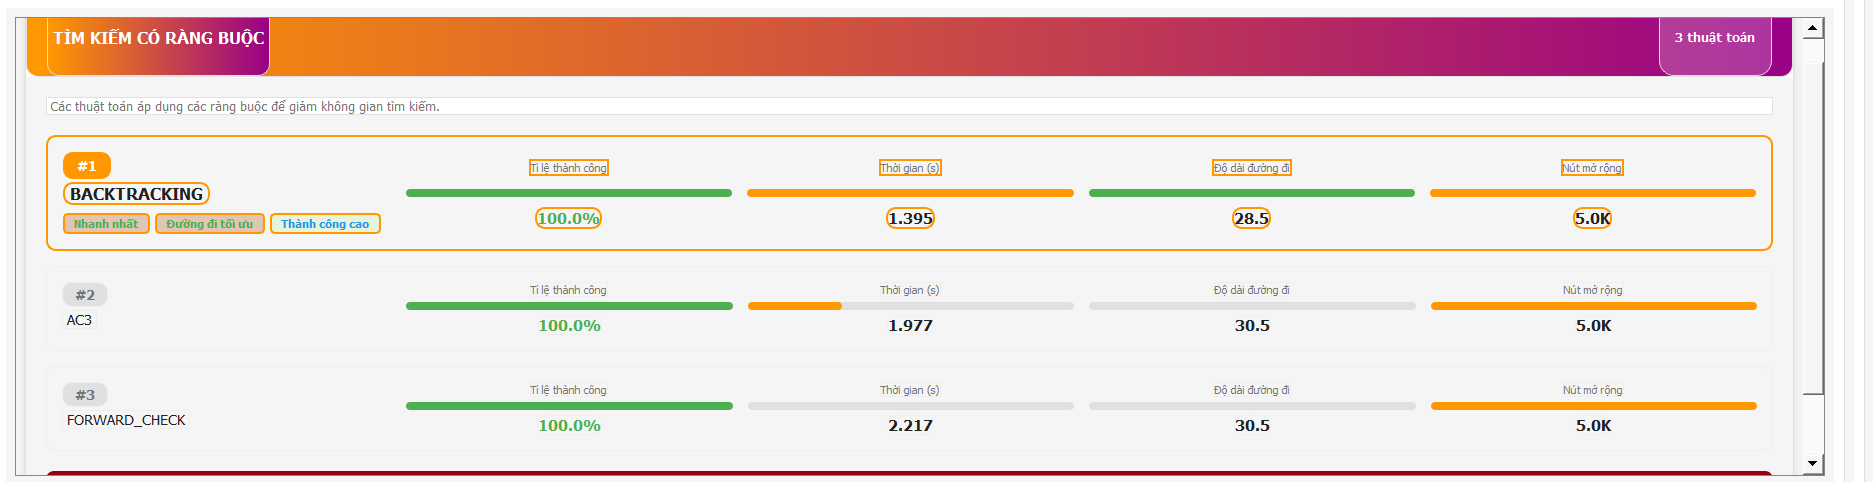 TÌM KIẾM CÓ RÀNG BUỘC
3 thuật toán
Các thuật toán áp dụng các ràng buộc để giảm không gian tìm kiếm.
#1
BACKTRACKING
Nhanh nhất Đường đi tối ưu Thành công cao
Tỉ lệ thành công
100.0%
Thời gian (s)
1.395
Độ dài đường đi
28.5
Nút mở rộng
5.0K
#2
AC3
Tỉ lệ thành công
100.0%
Thời gian (s)
1.977
Độ dài đường đi
30.5
Nút mở rộng
5.0K
#3
FORWARD_CHECK
Tỉ lệ thành công
100.0%
Thời gian (s)
2.217
Độ dài đường đi
30.5
Nút mở rộng
5.0K